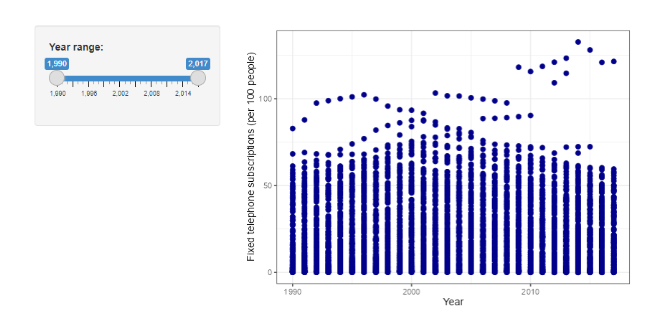 Year range:
1,990 2,017
1,990 1,996 2,002 2,008 2,014
Fixed telephone subscriptions (per 100 people)
100
50
0
1990 2000 2010
Year